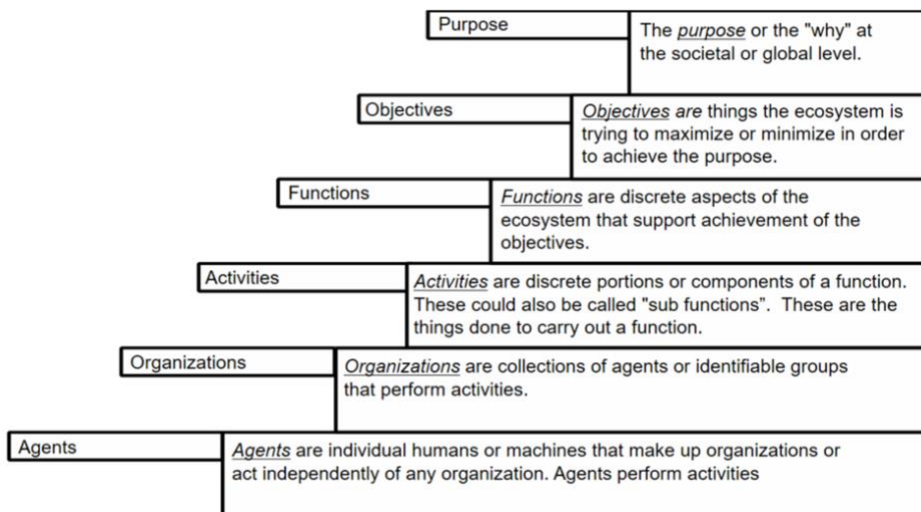 Purpose
The purpose or the "why" at
the societal or global level.
Objectives
Objectives are things the ecosystem is
trying to maximize or minimize in order
to achieve the purpose.
Functions
Functions are discrete aspects of the
ecosystem that support achievement of the
objectives.
Activities
Activities are discrete portions or components of a function.
These could also be called "sub functions”. These are the
things done to carry out a function.
Organizations
Organizations are collections of agents or identifiable groups
that perform activities.
Agents
Agents are individual humans or machines that make up organizations or
act independently of any organization. Agents perform activities